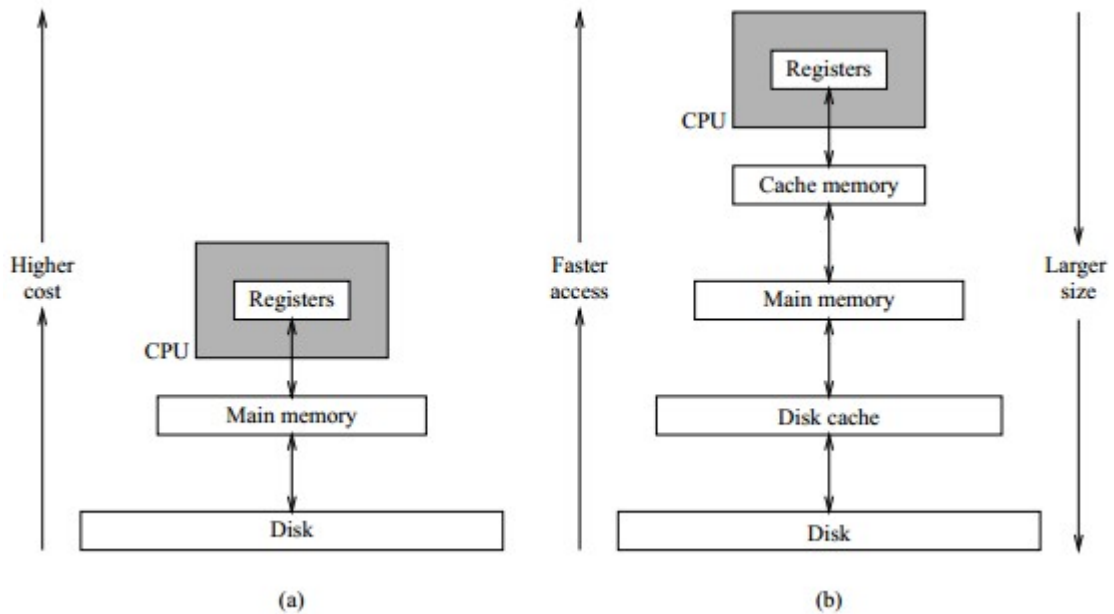 Higher
cost
Registers
CPU
Main memory
Disk
(a)
Faster
access
Registers
CPU
Cache memory
Main memory
Disk cache
Disk
(b)
Larger
size